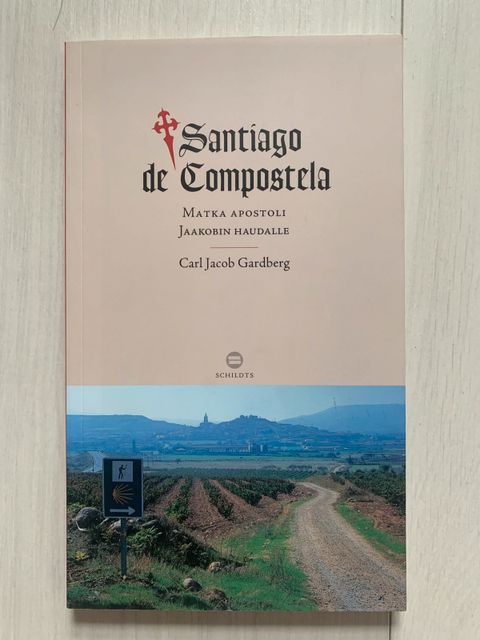 Santiago
de Compostela
Matka apostoli
Jaakobin haudalle
Carl Jacob Gardberg
SCHILDTS